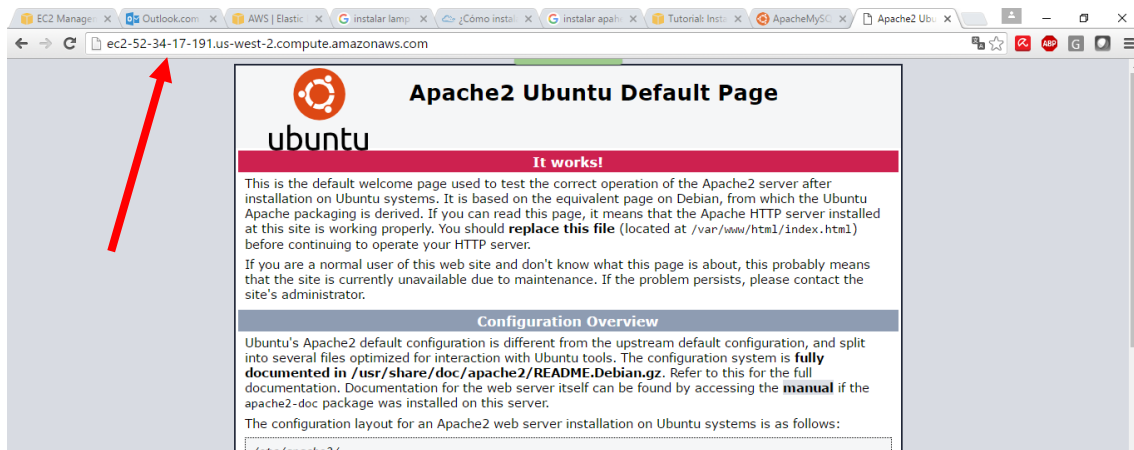 EC2 Manager
Outlook.com
AWS | Elastic
instalar lamp
¿Cómo instal
instalar apah
Tutorial: Insta
ApacheMySQ
Apache2 Ubu
ec2-52-34-17-191.us-west-2.compute.amazonaws.com
ABP
G
Apache2 Ubuntu Default Page
ubuntu
It works!
This is the default welcome page used to test the correct operation of the Apache2 server after
installation on Ubuntu systems. It is based on the equivalent page on Debian, from which the Ubuntu
Apache packaging is derived. If you can read this page, it means that the Apache HTTP server installed
at this site is working properly. You should replace this file (located at /var/www/html/index.html)
before continuing to operate your HTTP server.
If you are a normal user of this web site and don't know what this page is about, this probably means
that the site is currently unavailable due to maintenance. If the problem persists, please contact the
site's administrator.
Configuration Overview
Ubuntu's Apache2 default configuration is different from the upstream default configuration, and split
into several files optimized for interaction with Ubuntu tools. The configuration system is fully
documented in /usr/share/doc/apache2/README.Debian.gz. Refer to this for the full
documentation. Documentation for the web server itself can be found by accessing the manual if the
apache2-doc package was installed on this server.
The configuration layout for an Apache2 web server installation on Ubuntu systems is as follows: